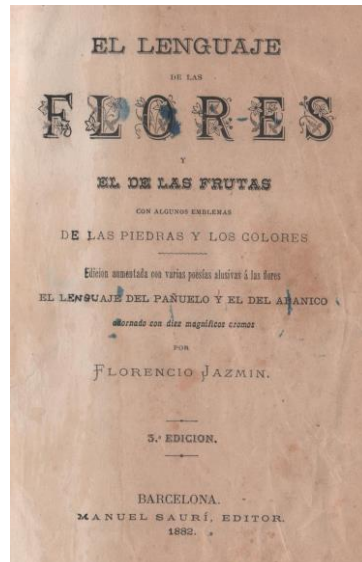 EL LENGUAJE
DE LAS
FLORES
Y
EL DE LAS FRUTAS
CON ALGUNOS EMBLEMAS
DE LAS PIEDRAS Y LOS COLORES
Edicion aumentada con varias poesías alusivas á las flores
EL LENGUAJE DEL PAÑUELO Y EL DEL ABANICO
adornado con diez magníficos cromos
POR
FLORENCIO JAZMIN.
3.ª EDICION.
BARCELONA.
MANUEL SAURÍ, EDITOR.
1882.